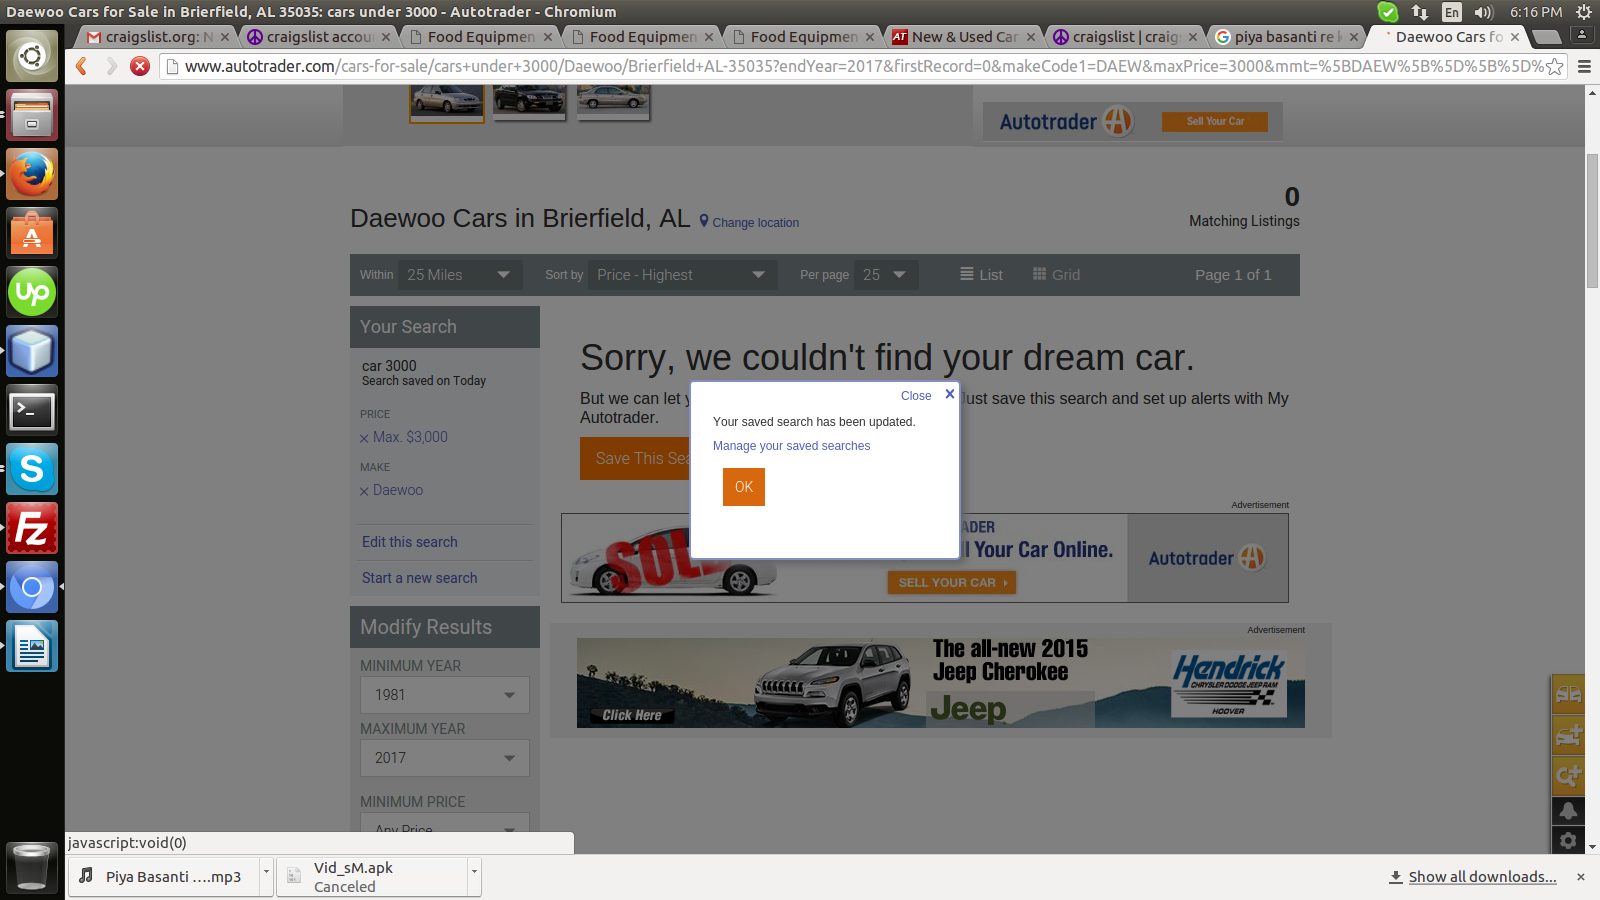 Daewoo Cars for Sale in Brierfield, AL 35035: cars under 3000 - Autotrader - Chromium
En
6:16 PM
craigslist.org: N
craigslist accou
Food Equipmen
Food Equipmen
Food Equipmen
AT New & Used Car
craigslist | craig
piya basanti re k
Daewoo Cars fo
www.autotrader.com/cars-for-sale/cars+under+3000/Daewoo/Brierfield+AL-35035?endYear=2017&firstRecord=0&makeCode1=DAEW&maxPrice=3000&mmt=%5BDAEW%5B%5D%5B%5D%
Autotrader
Sell Your Car
Daewoo Cars in Brierfield, AL
Change location
0
Matching Listings
Within
25 Miles
Sort by
Price - Highest
Per page
25
List
Grid
Page 1 of 1
Your Search
car 3000
Search saved on Today
PRICE
Max. $3,000
MAKE
Daewoo
Edit this search
Start a new search
Sorry, we couldn't find your dream car.
But we can let
ust save this search and set up alerts with My
Autotrader.
Save This Sea
Close
Your saved search has been updated.
Manage your saved searches
OK
Advertisement
SOL
ADER
Your Car Online.
SELL YOUR CAR
Autotrader
Advertisement
The all-new 2015
Jeep Cherokee
Jeep
Click Here
Hendrick
CHRYSLER DODGE JEEP RAM
HOOVER
Modify Results
MINIMUM YEAR
1981
MAXIMUM YEAR
2017
MINIMUM PRICE
Any Price
javascript:void(0)
Piya Basanti ....mp3
Vid_sM.apk
Canceled
Show all downloads...
Up
Fz